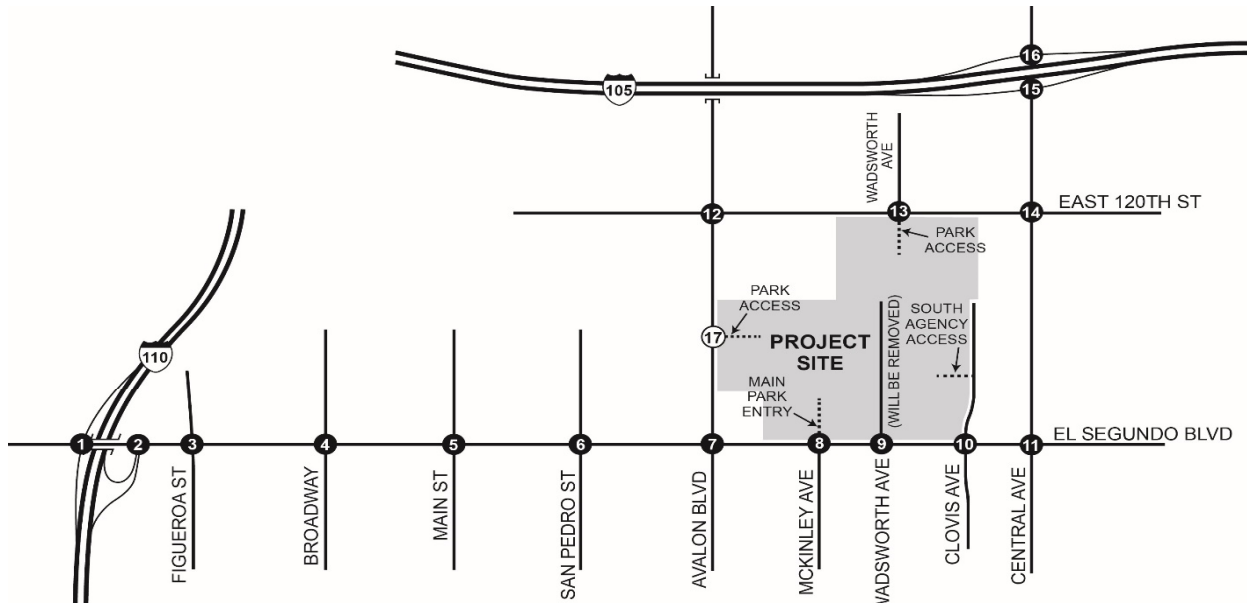 16
105
15
WADSWORTH
AVE
EAST 120TH ST
12
13
14
PARK
ACCESS
PARK
ACCESS
17
PROJECT
SITE
(WILL BE REMOVED)
SOUTH
AGENCY
ACCESS
110
MAIN
PARK
ENTRY
EL SEGUNDO BLVD
1
2
3
4
5
6
7
8
9
10
11
FIGUEROA ST
BROADWAY
MAIN ST
SAN PEDRO ST
AVALON BLVD
MCKINLEY AVE
WADSWORTH AVE
CLOVIS AVE
CENTRAL AVE